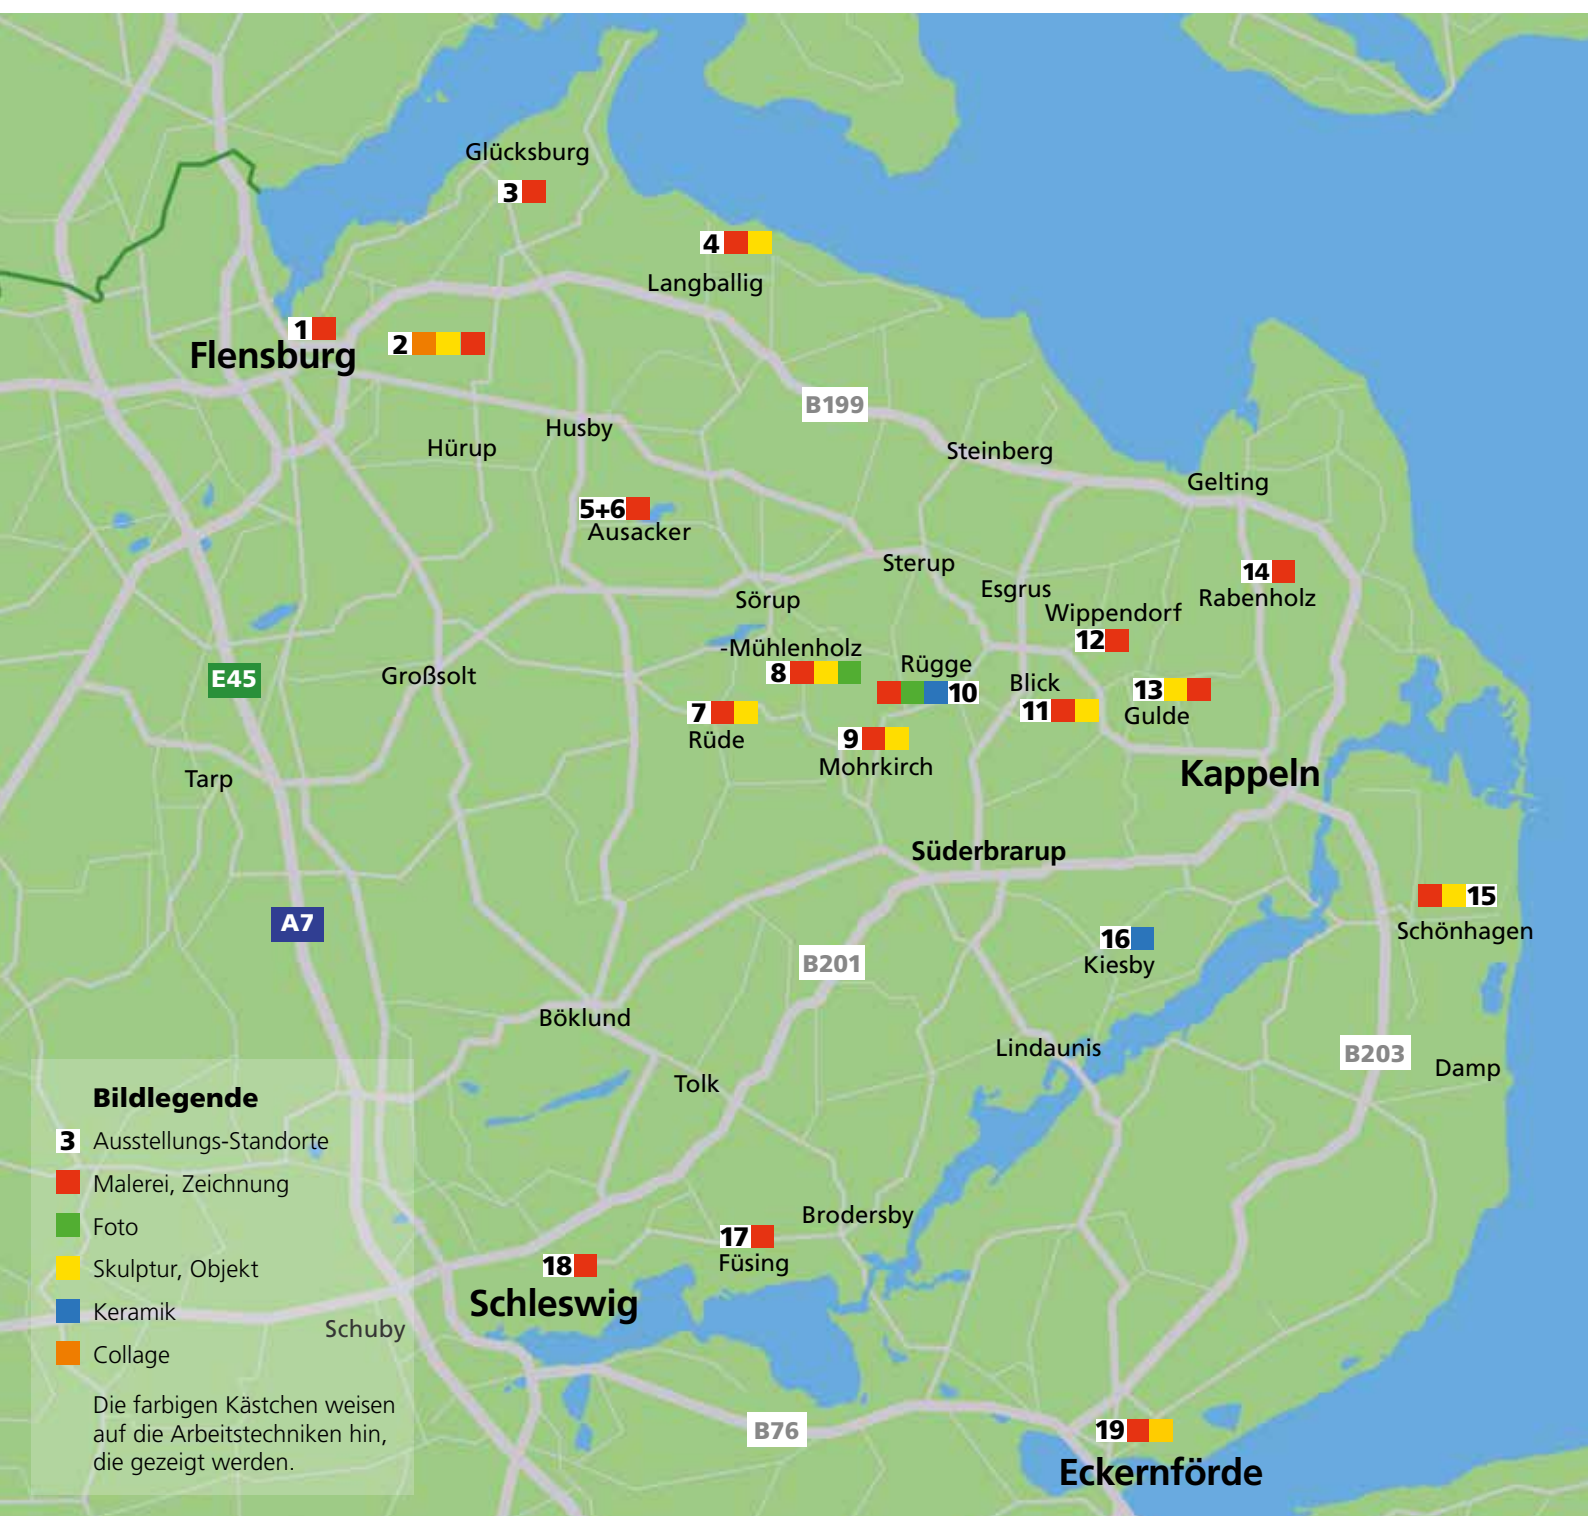 Glücksburg
3
4
Langballig
1
Flensburg
2
B199
Husby
Hürup
Steinberg
Gelting
5+6
Ausacker
Sterup
14
Rabenholz
Esgrus
Sörup
Wippendorf
12
-Mühlenholz
8
Rügge
10
E45
Großsolt
Blick
11
13
Gulde
7
Rüde
9
Mohrkirch
Kappeln
Tarp
Süderbrarup
15
Schönhagen
A7
16
Kiesby
B201
Böklund
Lindaunis
B203
Damp
Tolk
Brodersby
17
Füsing
18
Schleswig
Schuby
B76
19
Eckernförde
Bildlegende
3 Ausstellungs-Standorte
Malerei, Zeichnung
Foto
Skulptur, Objekt
Keramik
Collage
Die farbigen Kästchen weisen
auf die Arbeitstechniken hin,
die gezeigt werden.